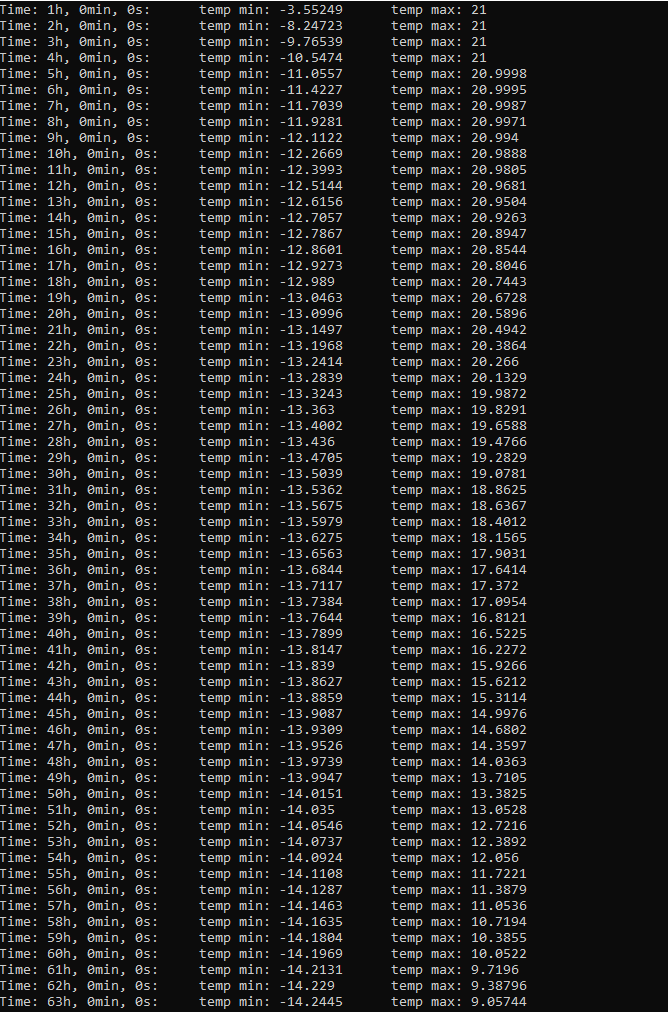 Time: 1h, 0min, 0s: temp min: -3.55249 temp max: 21
Time: 2h, 0min, 0s: temp min: -8.24723 temp max: 21
Time: 3h, 0min, 0s: temp min: -9.76539 temp max: 21
Time: 4h, 0min, 0s: temp min: -10.5474 temp max: 21
Time: 5h, 0min, 0s: temp min: -11.0557 temp max: 20.9998
Time: 6h, 0min, 0s: temp min: -11.4227 temp max: 20.9995
Time: 7h, 0min, 0s: temp min: -11.7039 temp max: 20.9987
Time: 8h, 0min, 0s: temp min: -11.9281 temp max: 20.9971
Time: 9h, 0min, 0s: temp min: -12.1122 temp max: 20.994
Time: 10h, 0min, 0s: temp min: -12.2669 temp max: 20.9888
Time: 11h, 0min, 0s: temp min: -12.3993 temp max: 20.9805
Time: 12h, 0min, 0s: temp min: -12.5144 temp max: 20.9681
Time: 13h, 0min, 0s: temp min: -12.6156 temp max: 20.9504
Time: 14h, 0min, 0s: temp min: -12.7057 temp max: 20.9263
Time: 15h, 0min, 0s: temp min: -12.7867 temp max: 20.8947
Time: 16h, 0min, 0s: temp min: -12.8601 temp max: 20.8544
Time: 17h, 0min, 0s: temp min: -12.9273 temp max: 20.8046
Time: 18h, 0min, 0s: temp min: -12.989 temp max: 20.7443
Time: 19h, 0min, 0s: temp min: -13.0463 temp max: 20.6728
Time: 20h, 0min, 0s: temp min: -13.0996 temp max: 20.5896
Time: 21h, 0min, 0s: temp min: -13.1497 temp max: 20.4942
Time: 22h, 0min, 0s: temp min: -13.1968 temp max: 20.3864
Time: 23h, 0min, 0s: temp min: -13.2414 temp max: 20.266
Time: 24h, 0min, 0s: temp min: -13.2839 temp max: 20.1329
Time: 25h, 0min, 0s: temp min: -13.3243 temp max: 19.9872
Time: 26h, 0min, 0s: temp min: -13.363 temp max: 19.8291
Time: 27h, 0min, 0s: temp min: -13.4002 temp max: 19.6588
Time: 28h, 0min, 0s: temp min: -13.436 temp max: 19.4766
Time: 29h, 0min, 0s: temp min: -13.4705 temp max: 19.2829
Time: 30h, 0min, 0s: temp min: -13.5039 temp max: 19.0781
Time: 31h, 0min, 0s: temp min: -13.5362 temp max: 18.8625
Time: 32h, 0min, 0s: temp min: -13.5675 temp max: 18.6367
Time: 33h, 0min, 0s: temp min: -13.5979 temp max: 18.4012
Time: 34h, 0min, 0s: temp min: -13.6275 temp max: 18.1565
Time: 35h, 0min, 0s: temp min: -13.6563 temp max: 17.9031
Time: 36h, 0min, 0s: temp min: -13.6844 temp max: 17.6414
Time: 37h, 0min, 0s: temp min: -13.7117 temp max: 17.372
Time: 38h, 0min, 0s: temp min: -13.7384 temp max: 17.0954
Time: 39h, 0min, 0s: temp min: -13.7644 temp max: 16.8121
Time: 40h, 0min, 0s: temp min: -13.7899 temp max: 16.5225
Time: 41h, 0min, 0s: temp min: -13.8147 temp max: 16.2272
Time: 42h, 0min, 0s: temp min: -13.839 temp max: 15.9266
Time: 43h, 0min, 0s: temp min: -13.8627 temp max: 15.6212
Time: 44h, 0min, 0s: temp min: -13.8859 temp max: 15.3114
Time: 45h, 0min, 0s: temp min: -13.9087 temp max: 14.9976
Time: 46h, 0min, 0s: temp min: -13.9309 temp max: 14.6802
Time: 47h, 0min, 0s: temp min: -13.9526 temp max: 14.3597
Time: 48h, 0min, 0s: temp min: -13.9739 temp max: 14.0363
Time: 49h, 0min, 0s: temp min: -13.9947 temp max: 13.7105
Time: 50h, 0min, 0s: temp min: -14.0151 temp max: 13.3825
Time: 51h, 0min, 0s: temp min: -14.035 temp max: 13.0528
Time: 52h, 0min, 0s: temp min: -14.0546 temp max: 12.7216
Time: 53h, 0min, 0s: temp min: -14.0737 temp max: 12.3892
Time: 54h, 0min, 0s: temp min: -14.0924 temp max: 12.056
Time: 55h, 0min, 0s: temp min: -14.1108 temp max: 11.7221
Time: 56h, 0min, 0s: temp min: -14.1287 temp max: 11.3879
Time: 57h, 0min, 0s: temp min: -14.1463 temp max: 11.0536
Time: 58h, 0min, 0s: temp min: -14.1635 temp max: 10.7194
Time: 59h, 0min, 0s: temp min: -14.1804 temp max: 10.3855
Time: 60h, 0min, 0s: temp min: -14.1969 temp max: 10.0522
Time: 61h, 0min, 0s: temp min: -14.2131 temp max: 9.7196
Time: 62h, 0min, 0s: temp min: -14.229 temp max: 9.38796
Time: 63h, 0min, 0s: temp min: -14.2445 temp max: 9.05744